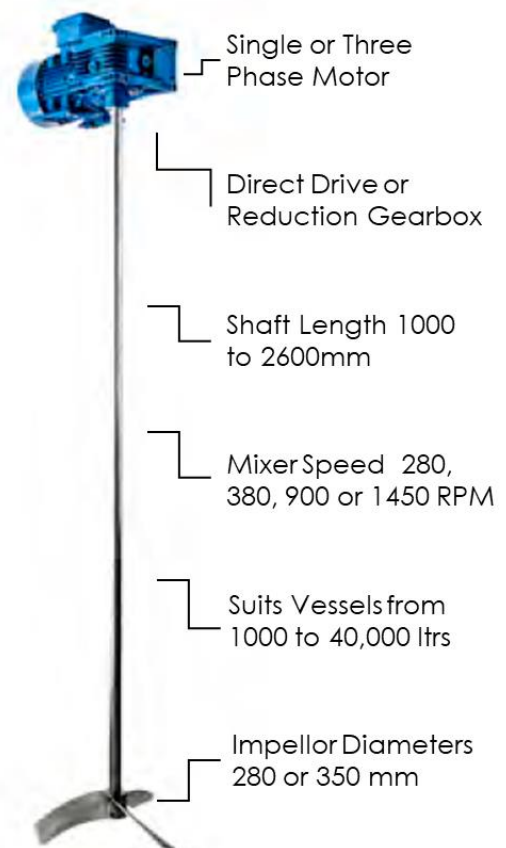 Single or Three
Phase Motor
Direct Drive or
Reduction Gearbox
Shaft Length 1000
to 2600mm
Mixer Speed 280,
380, 900 or 1450 RPM
Suits Vessels from
1000 to 40,000 ltrs
Impellor Diameters
280 or 350 mm